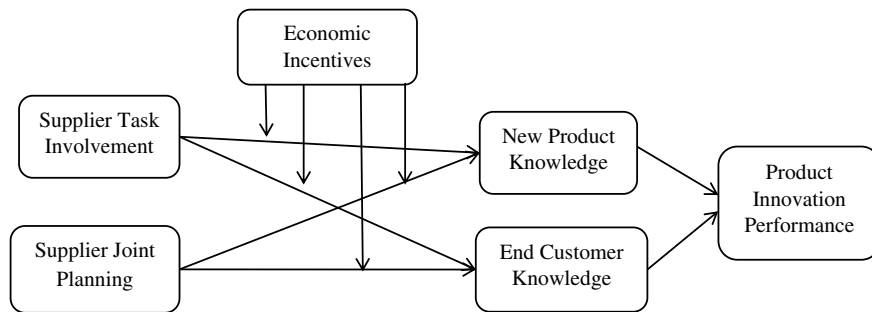 Economic
Incentives
Supplier Task
Involvement
New Product
Knowledge
Product
Innovation
Performance
Supplier Joint
Planning
End Customer
Knowledge